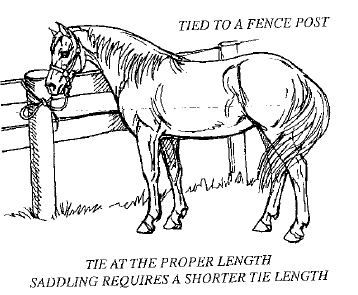 TIED TO A FENCE POST
TIE AT THE PROPER LENGTH
SADDLING REQUIRES A SHORTER TIE LENGTH